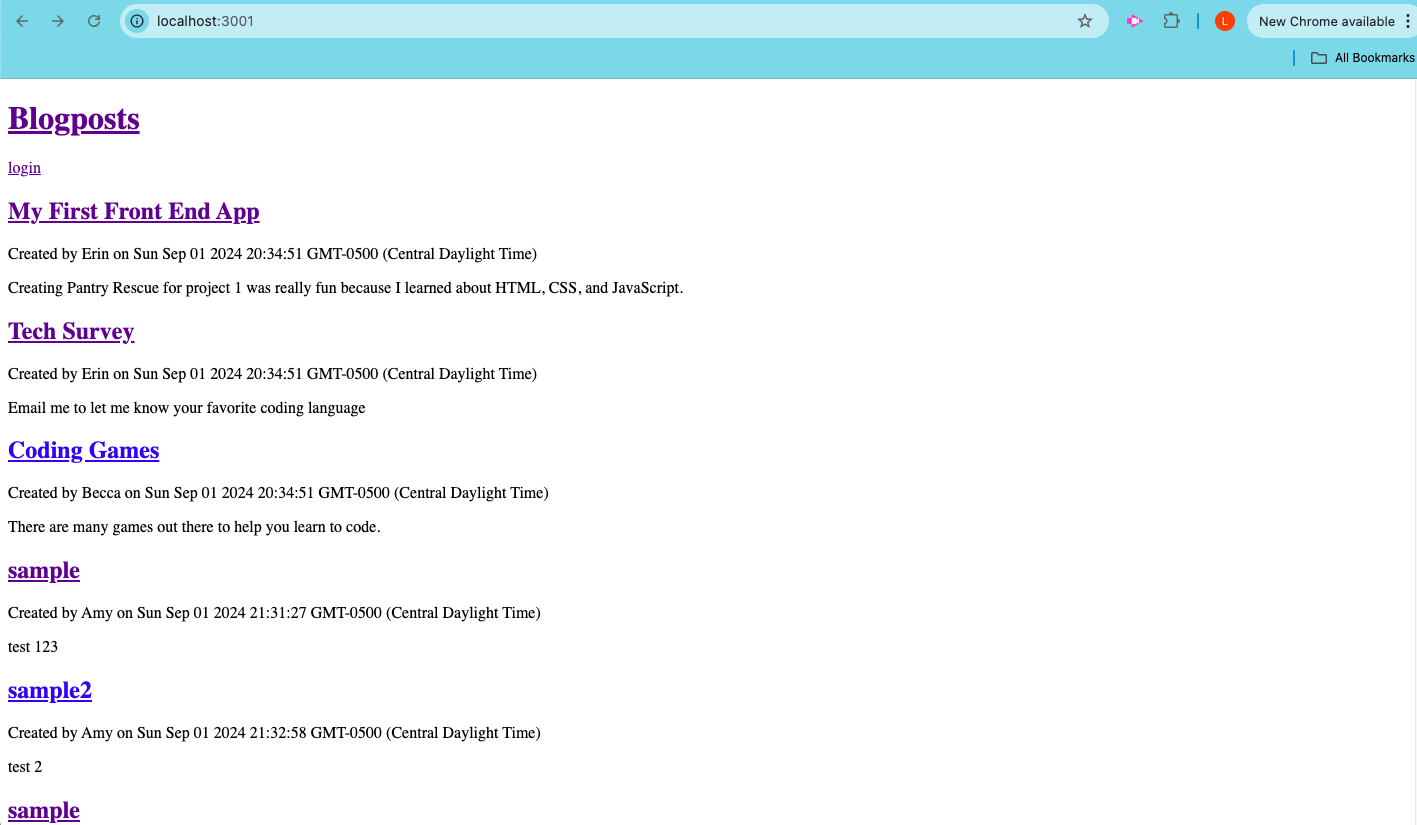 localhost:3001
L
New Chrome available
All Bookmarks
Blogposts
login
My First Front End App
Created by Erin on Sun Sep 01 2024 20:34:51 GMT-0500 (Central Daylight Time)
Creating Pantry Rescue for project 1 was really fun because I learned about HTML, CSS, and JavaScript.
Tech Survey
Created by Erin on Sun Sep 01 2024 20:34:51 GMT-0500 (Central Daylight Time)
Email me to let me know your favorite coding language
Coding Games
Created by Becca on Sun Sep 01 2024 20:34:51 GMT-0500 (Central Daylight Time)
There are many games out there to help you learn to code.
sample
Created by Amy on Sun Sep 01 2024 21:31:27 GMT-0500 (Central Daylight Time)
test 123
sample2
Created by Amy on Sun Sep 01 2024 21:32:58 GMT-0500 (Central Daylight Time)
test 2
sample